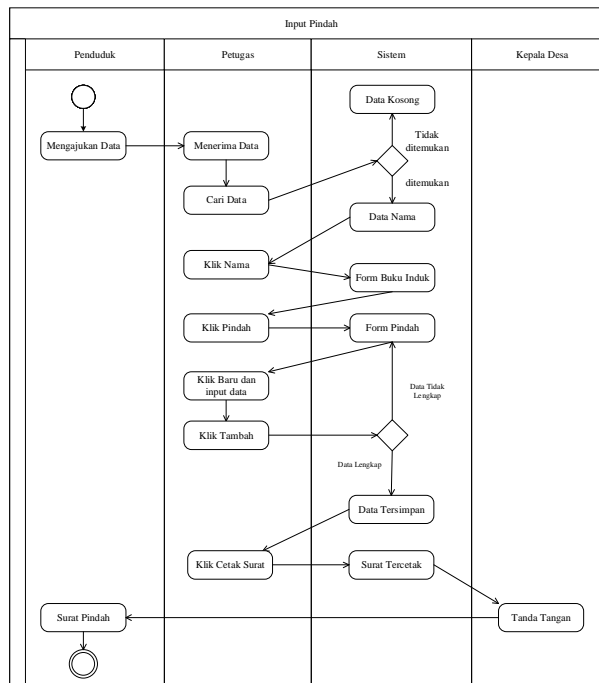 Input Pindah
Penduduk
Petugas
Sistem
Kepala Desa
Data Kosong
Tidak
ditemukan
Mengajukan Data
Menerima Data
ditemukan
Cari Data
Data Nama
Klik Nama
Form Buku Induk
Klik Pindah
Form Pindah
Klik Baru dan
input data
Data Tidak
Lengkap
Klik Tambah
Data Lengkap
Data Tersimpan
Klik Cetak Surat
Surat Tercetak
Surat Pindah
Tanda Tangan